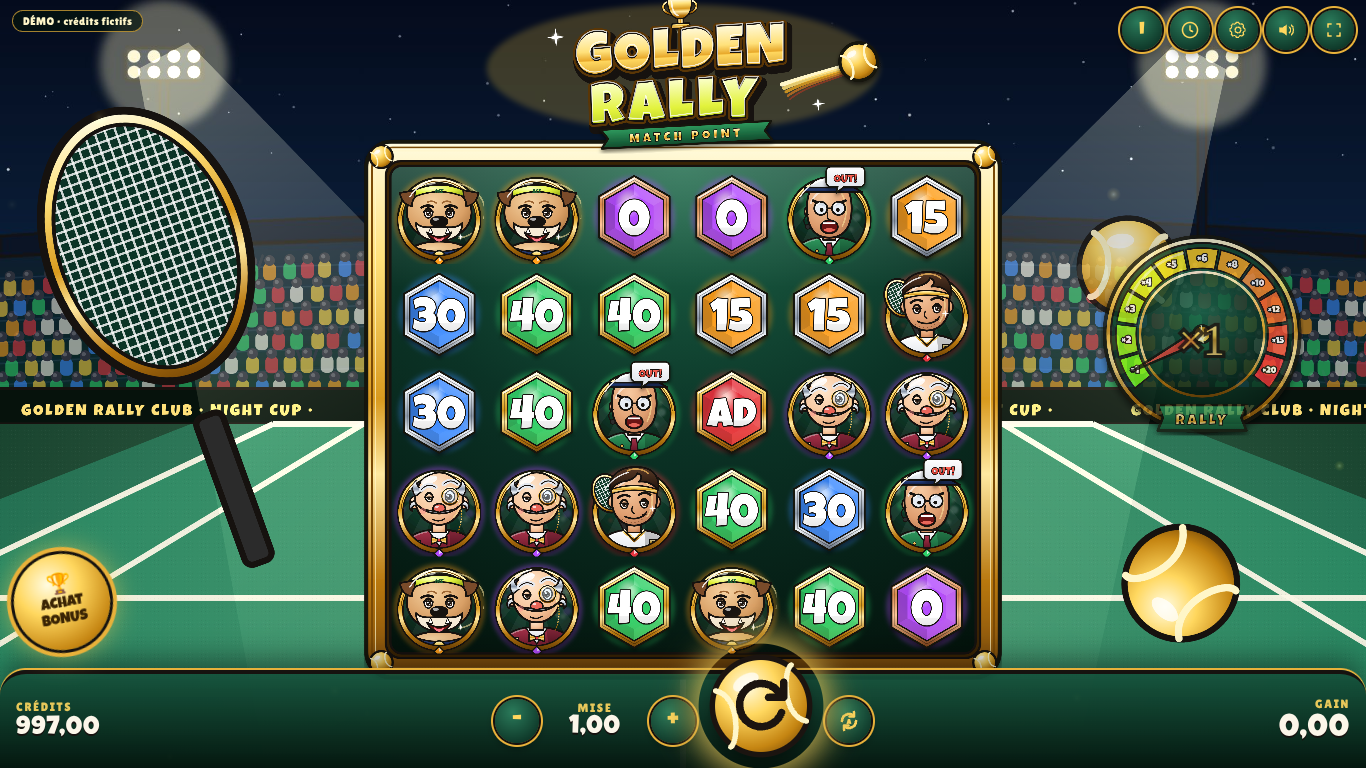 DÉMO · crédits fictifs
GOLDEN
RALLY
MATCH POINT
OUT!
0 0 15
30 40 40 15 15
OUT!
30 40 AD
OUT!
40 30
40 40 0
×2 ×3 ×4 ×5 ×6 ×8 ×10 ×12 ×15 ×20
×1
RALLY
GOLDEN RALLY CLUB · NIGHT CUP ·
CUP ·
GOLDEN RALLY CLUB · NIGHT
ACHAT
BONUS
CRÉDITS
997,00
-
MISE
1,00
+
GAIN
0,00